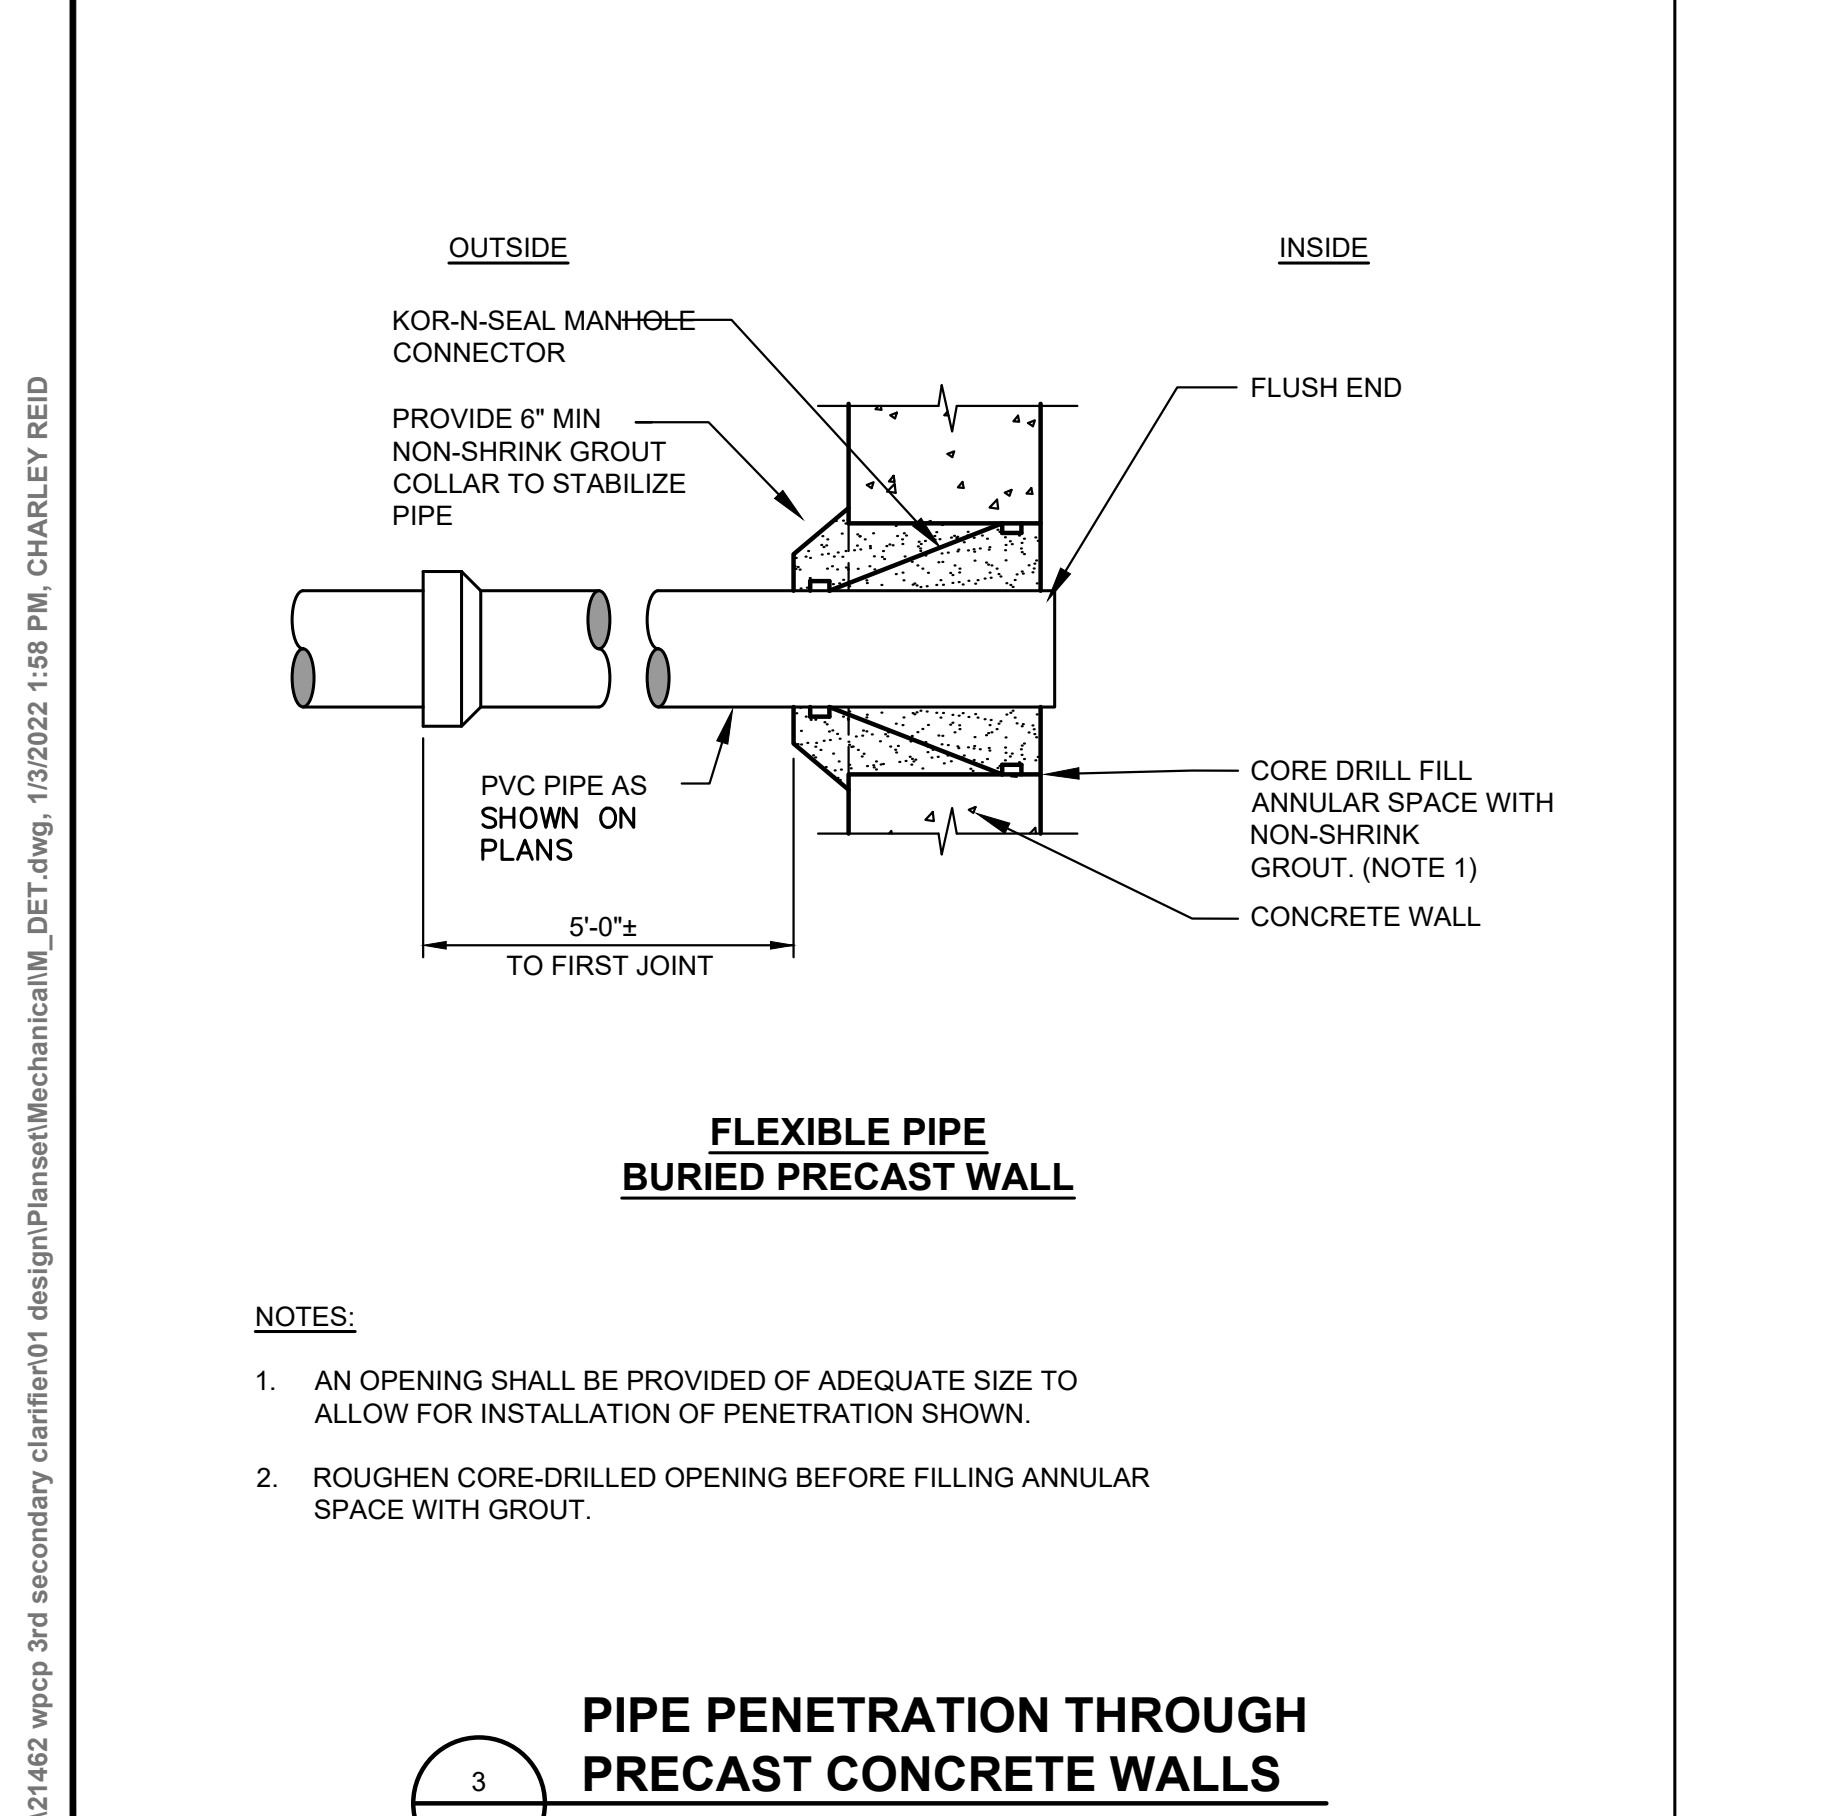 OUTSIDE
INSIDE
KOR-N-SEAL MANHOLE
CONNECTOR
FLUSH END
PROVIDE 6" MIN
NON-SHRINK GROUT
COLLAR TO STABILIZE
PIPE
PVC PIPE AS
SHOWN ON
PLANS
CORE DRILL FILL
ANNULAR SPACE WITH
NON-SHRINK
GROUT. (NOTE 1)
CONCRETE WALL
5'-0"±
TO FIRST JOINT
FLEXIBLE PIPE
BURIED PRECAST WALL
NOTES:
1. AN OPENING SHALL BE PROVIDED OF ADEQUATE SIZE TO
ALLOW FOR INSTALLATION OF PENETRATION SHOWN.
2. ROUGHEN CORE-DRILLED OPENING BEFORE FILLING ANNULAR
SPACE WITH GROUT.
PIPE PENETRATION THROUGH
PRECAST CONCRETE WALLS
3
\21462 wpcp 3rd secondary clarifier\01 design\Planset\Mechanical\M_DET.dwg, 1/3/2022 1:58 PM, CHARLEY REID